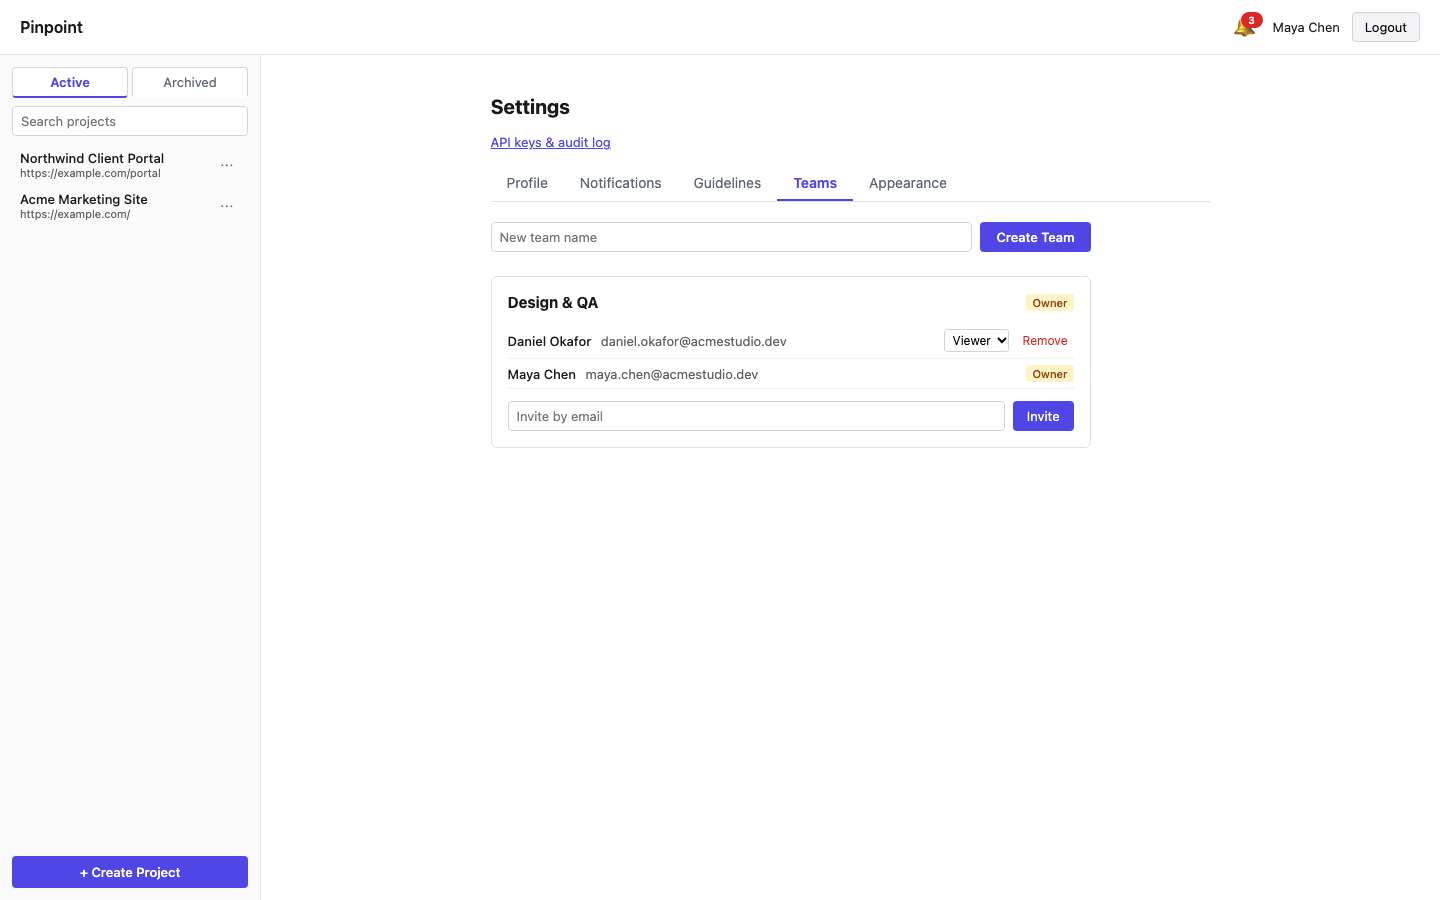 Pinpoint
3
Maya Chen
Logout
Active
Archived
Search projects
Northwind Client Portal
https://example.com/portal
...
Acme Marketing Site
https://example.com/
...
+ Create Project
Settings
API keys & audit log
Profile
Notifications
Guidelines
Teams
Appearance
New team name
Create Team
Design & QA
Owner
Daniel Okafor
daniel.okafor@acmestudio.dev
Viewer
Remove
Maya Chen
maya.chen@acmestudio.dev
Owner
Invite by email
Invite